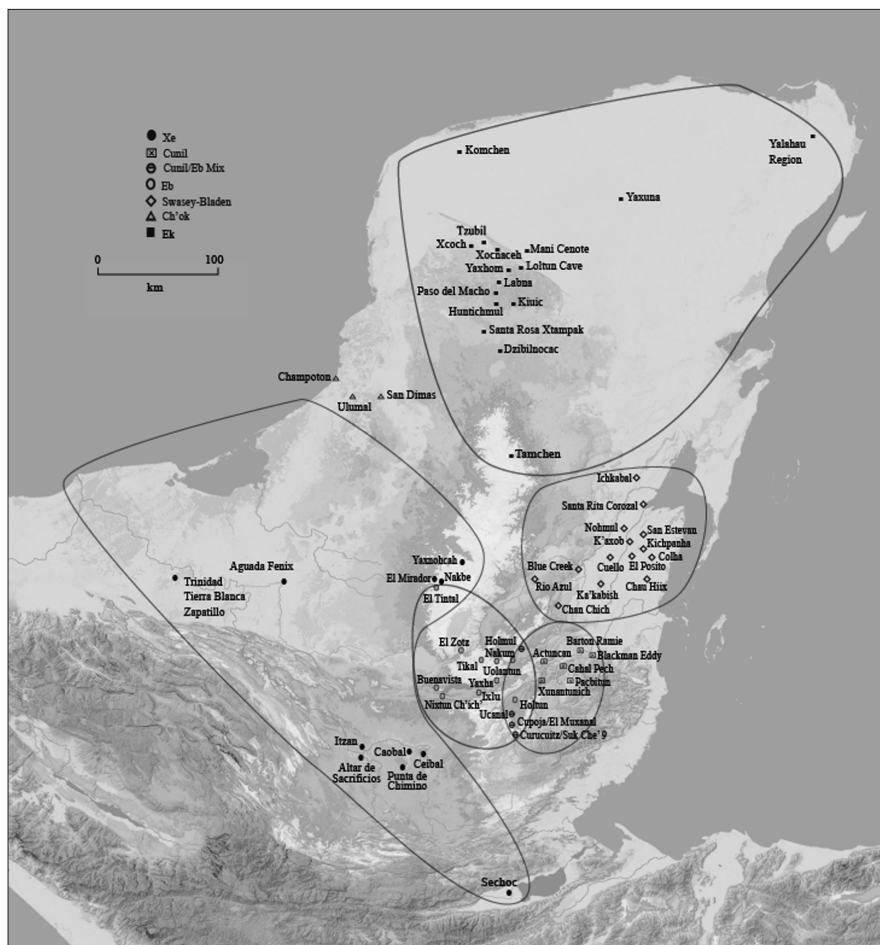 Xe
Cunil
Cunil/Eb Mix
Eb
Swasey-Bladen
Ch'ok
Ek
0 100
km
Komchen
Yalahau
Region
Yaxuna
Tzubil
Xcoch
Xocnaceh
Mani Cenote
Yaxhom
Loltun Cave
Labna
Paso del Macho
Kiuic
Huntichmul
Santa Rosa Xtampak
Dzibilnocac
Champoton
Ulumal
San Dimas
Tamchen
Ichkabal
Santa Rita Corozal
Nohmul
San Estevan
K'axob
Kichpanha
Colha
Cuello
El Posito
Blue Creek
Rio Azul
Ka'kabish
Chau Hiix
Chan Chich
Yaxnohcah
El Mirador
Nakbe
El Tintal
Aguada Fenix
Trinidad
Tierra Blanca
Zapatillo
El Zotz
Holmul
Nakum
Tikal
Uolantun
Buenavista
Yaxha
Nixtun Ch'ich'
Ixlu
Ucanal
Barton Ramie
Actuncan
Blackman Eddy
Cahal Pech
Pacbitun
Xunantunich
Holtun
Cupoja/El Muxanal
Curucuitz/Suk Che' 9
Itzan
Caobal
Ceibal
Altar de
Sacrificios
Punta de
Chimino
Sechoc